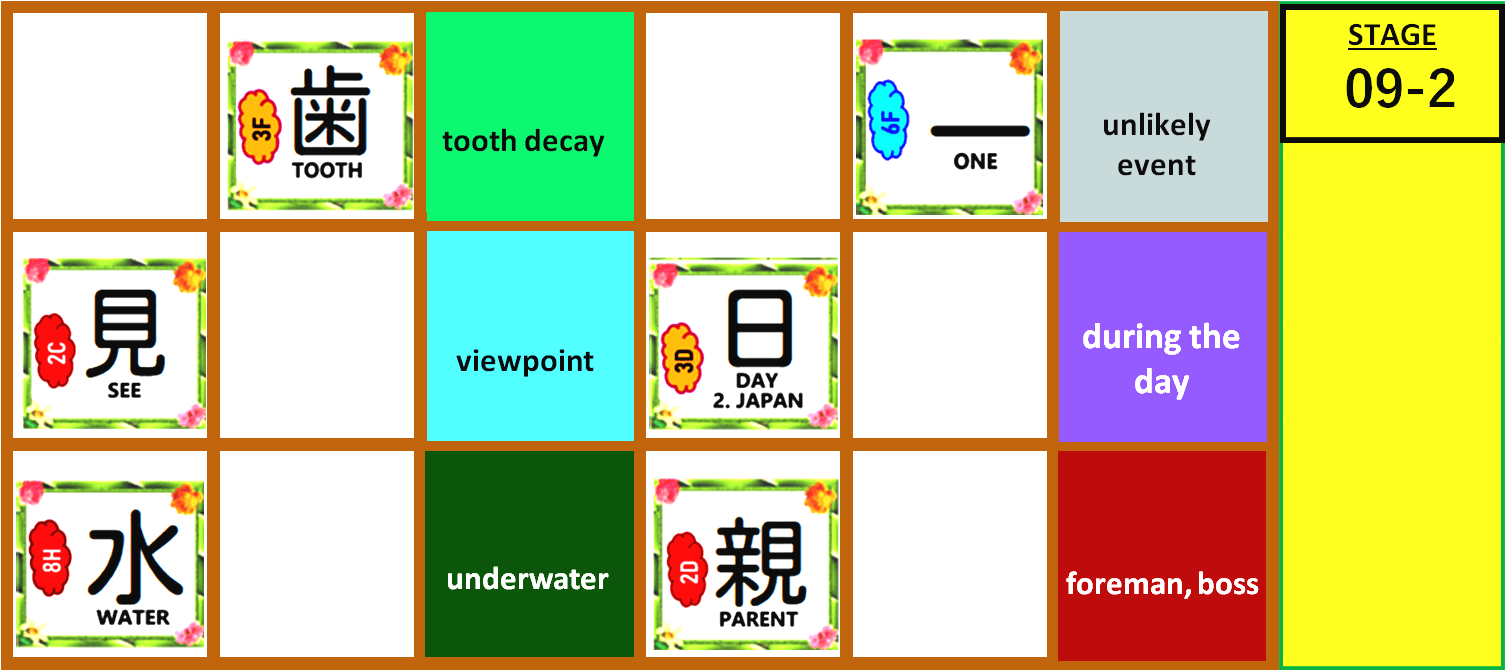 3F
歯
TOOTH
tooth decay
6F
一
ONE
unlikely
event
STAGE
09-2
2C
見
SEE
viewpoint
3D
日
DAY
2. JAPAN
during the
day
8H
水
WATER
underwater
2D
親
PARENT
foreman, boss